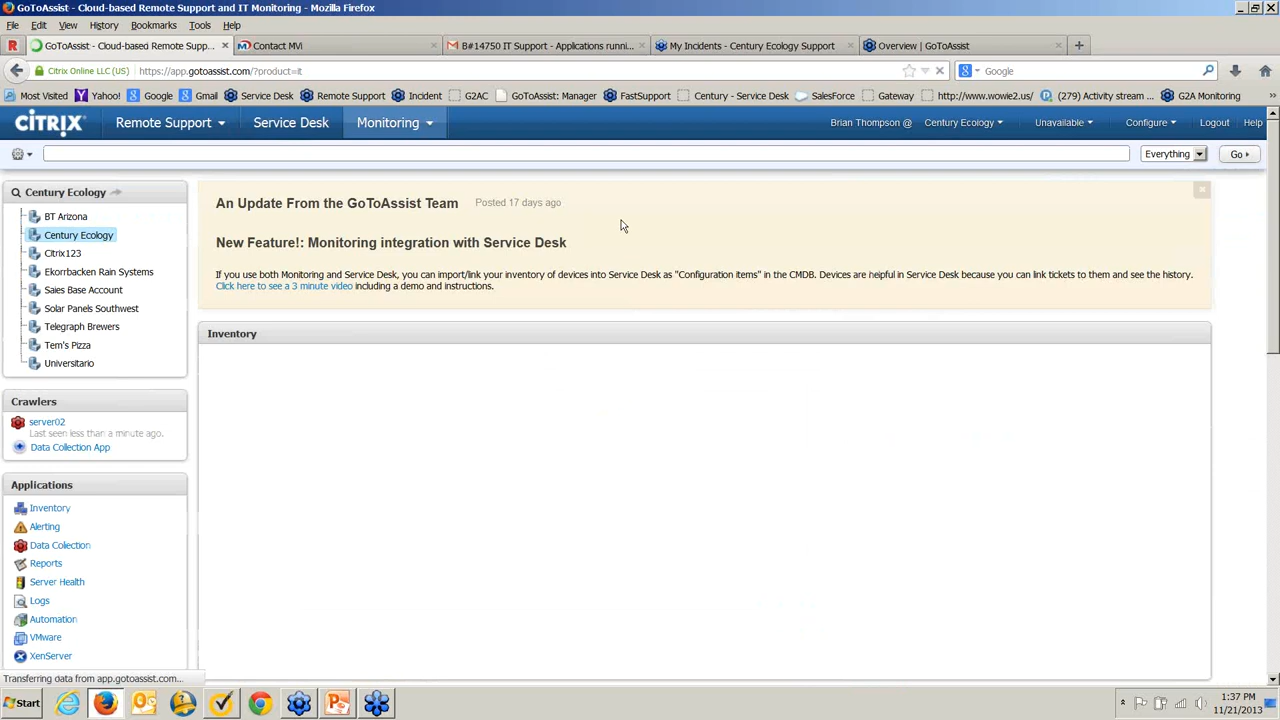 GoToAssist - Cloud-based Remote Support and IT Monitoring - Mozilla Firefox
File Edit View History Bookmarks Tools Help
GoToAssist - Cloud-based Remote Supp... × Contact MVi × B#14750 IT Support - Applications runni... × My Incidents - Century Ecology Support × Overview | GoToAssist × +
Citrix Online LLC (US) https://app.gotoassist.com/?product=it Google
Most Visited Yahoo! Google Gmail Service Desk Remote Support Incident G2AC GoToAssist: Manager FastSupport Century - Service Desk SalesForce Gateway http://www.wowie2.us/ (279) Activity stream ... G2A Monitoring »
CITRIX Remote Support Service Desk Monitoring Brian Thompson @ Century Ecology Unavailable Configure Logout Help
Everything Go
Century Ecology
BT Arizona
Century Ecology
Citrix123
Ekorrbacken Rain Systems
Sales Base Account
Solar Panels Southwest
Telegraph Brewers
Tem's Pizza
Universitario
Crawlers
server02
Last seen less than a minute ago.
Data Collection App
Applications
Inventory
Alerting
Data Collection
Reports
Server Health
Logs
Automation
VMware
XenServer
An Update From the GoToAssist Team Posted 17 days ago
New Feature!: Monitoring integration with Service Desk
If you use both Monitoring and Service Desk, you can import/link your inventory of devices into Service Desk as "Configuration items" in the CMDB. Devices are helpful in Service Desk because you can link tickets to them and see the history.
Click here to see a 3 minute video including a demo and instructions.
Inventory
Transferring data from app.gotoassist.com...
Start
1:37 PM
11/21/2013